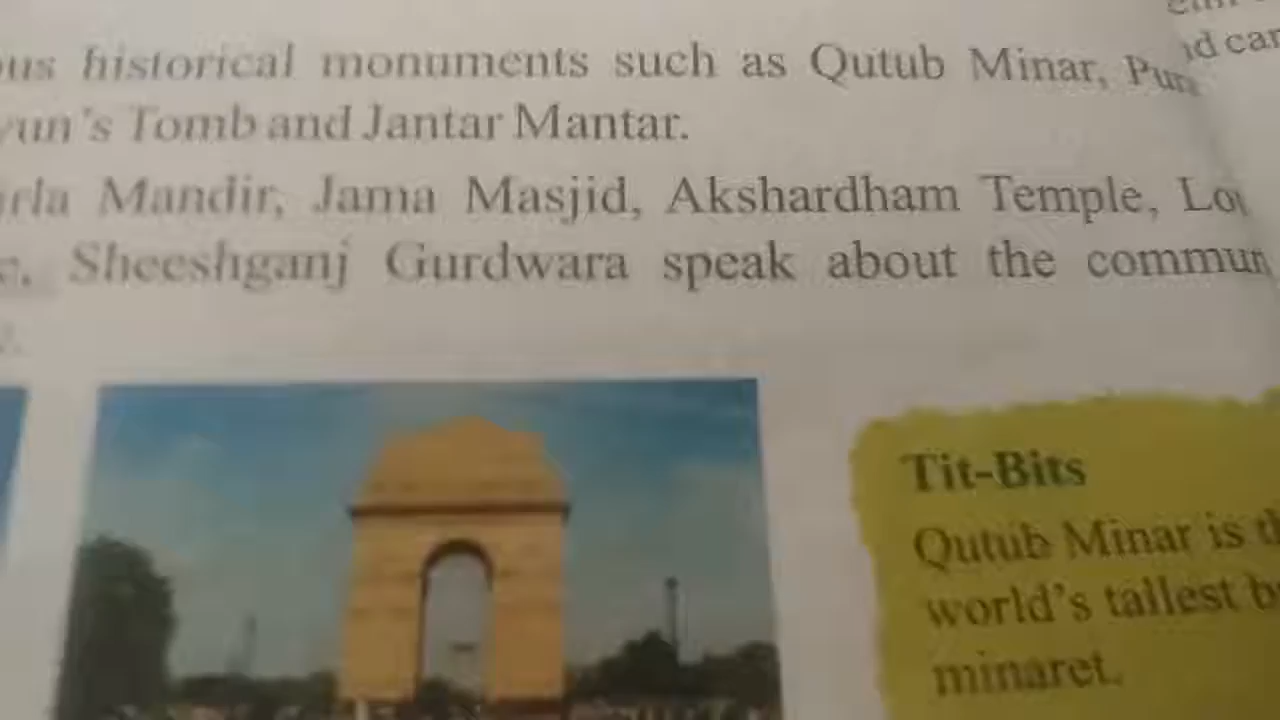 historical monuments such as Qutub Minar,
Tomb and Jantar Mantar.
Mandir, Jama Masjid, Akshardham Temple,
Sheeshganj Gurdwara speak about the
Tit-Bits
Qutub Minar is
world's tallest
minaret.